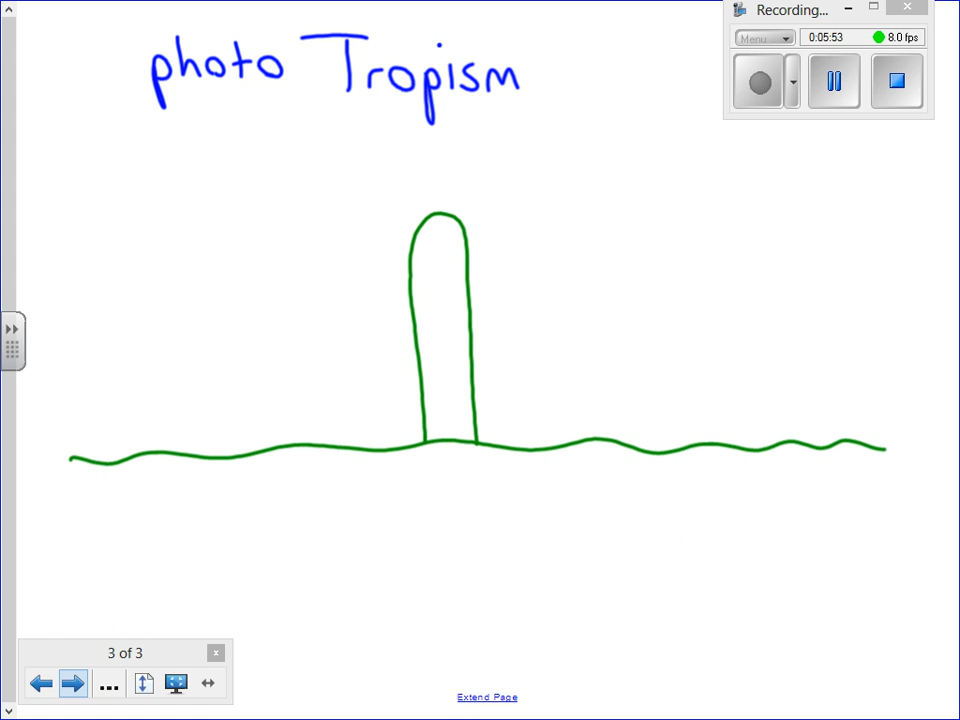 Recording...
Menu
0:05:53
8.0 fps
photo Tropism
3 of 3
...
Extend Page